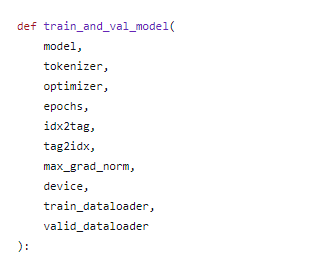 def train_and_val_model(
    model,
    tokenizer,
    optimizer,
    epochs,
    idx2tag,
    tag2idx,
    max_grad_norm,
    device,
    train_dataloader,
    valid_dataloader
):